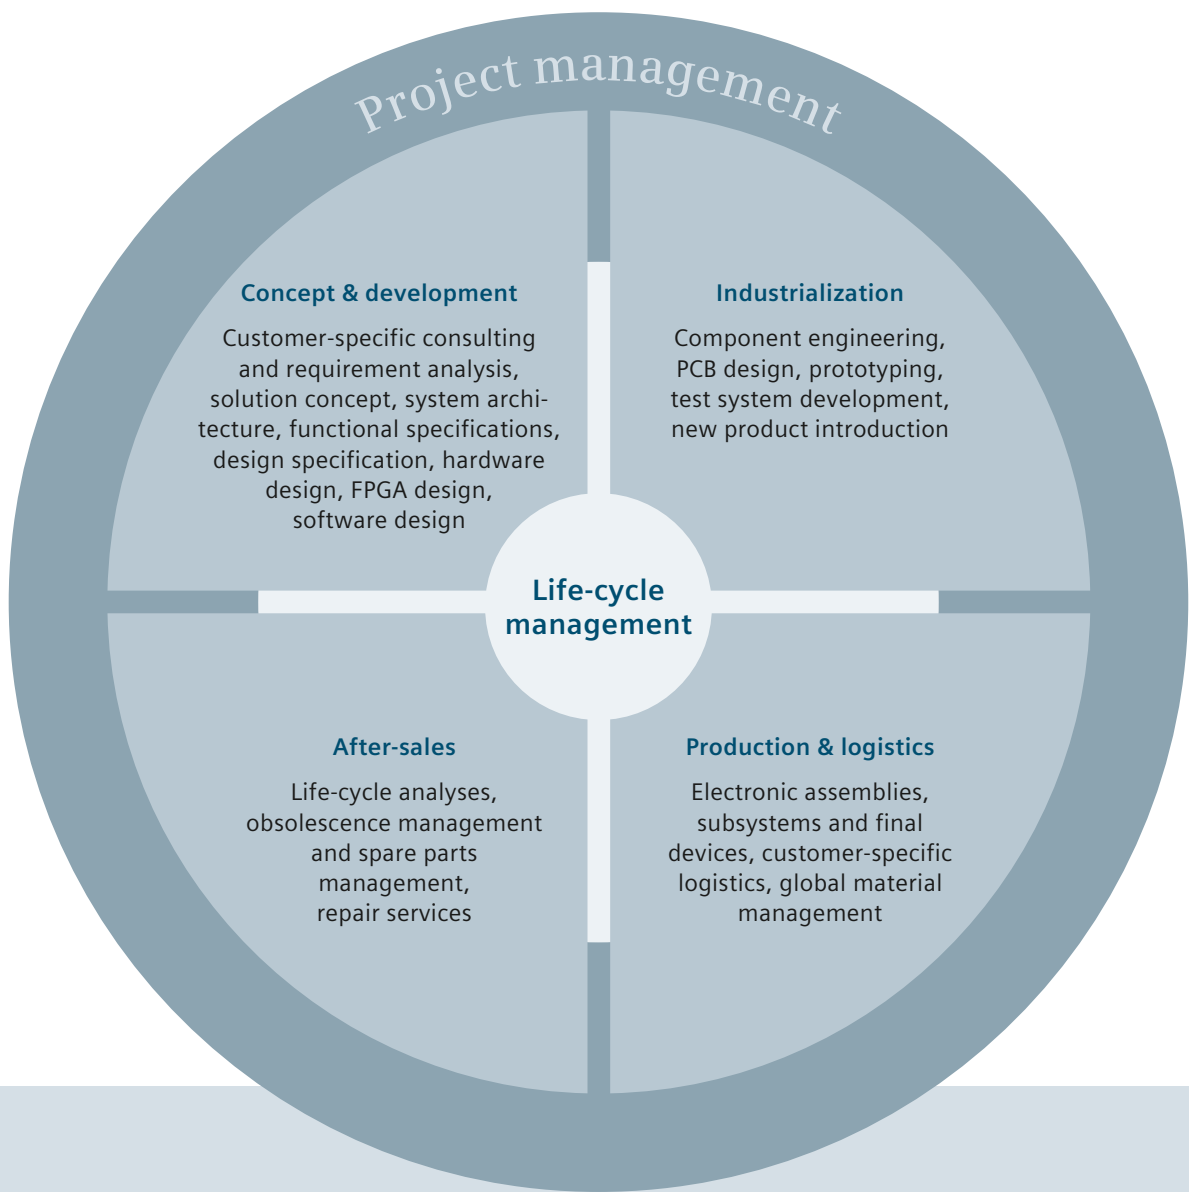 Project management
Concept & development
Customer-specific consulting
and requirement analysis,
solution concept, system archi-
tecture, functional specifications,
design specification, hardware
design, FPGA design,
software design
Industrialization
Component engineering,
PCB design, prototyping,
test system development,
new product introduction
Life-cycle
management
After-sales
Life-cycle analyses,
obsolescence management
and spare parts
management,
repair services
Production & logistics
Electronic assemblies,
subsystems and final
devices, customer-specific
logistics, global material
management